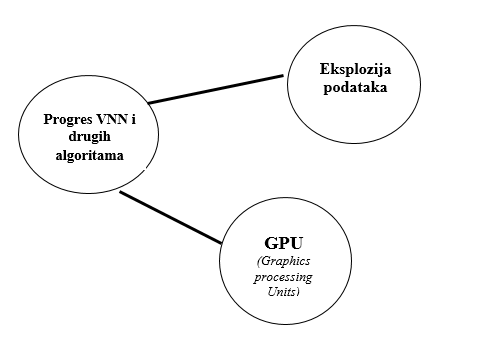 Eksplozija
podataka
Progres VNN i
drugih
algoritama
GPU
(Graphics
processing
Units)